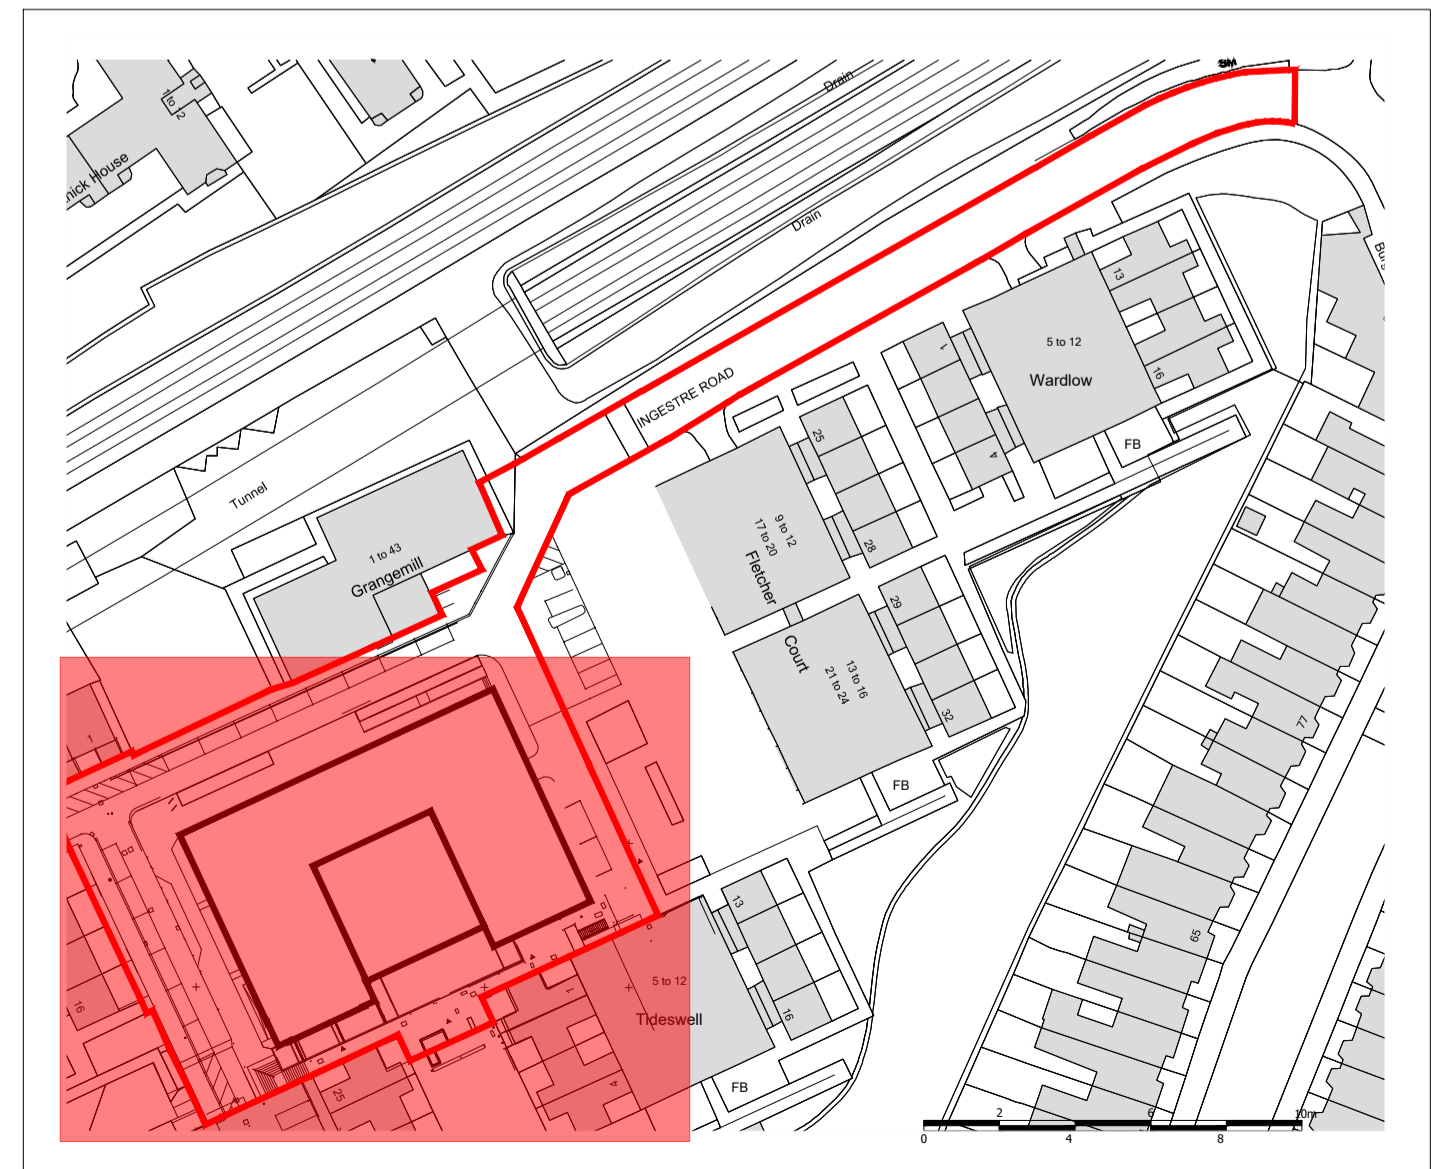 Drain
1 to 12
Drain
13
5 to 12
Wardlow
1
16
INGESTRE ROAD
25
4
FB
Tunnel
9 to 12
17 to 20
Fletcher
28
1 to 43
Grangemill
29
Court
13 to 16
21 to 24
32
77
1
FB
13
65
5 to 12
1
16
16
Tideswell
4
25
FB
2
6
10m
0
4
8